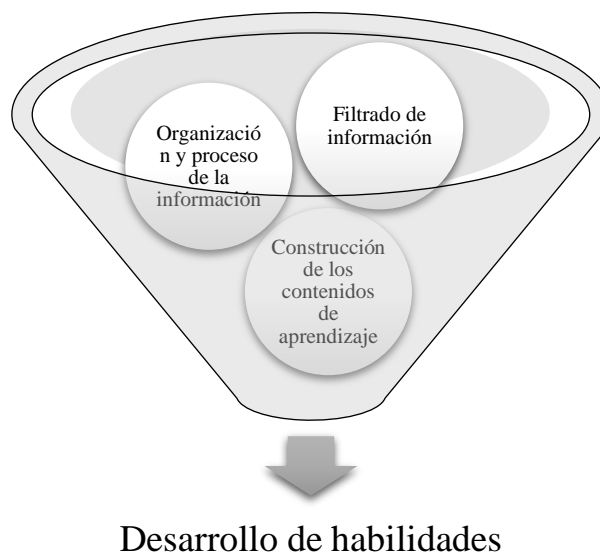 Organizació
n y proceso
de la
información
Filtrado de
información
Construcción
de los
contenidos
de
aprendizaje
Desarrollo de habilidades